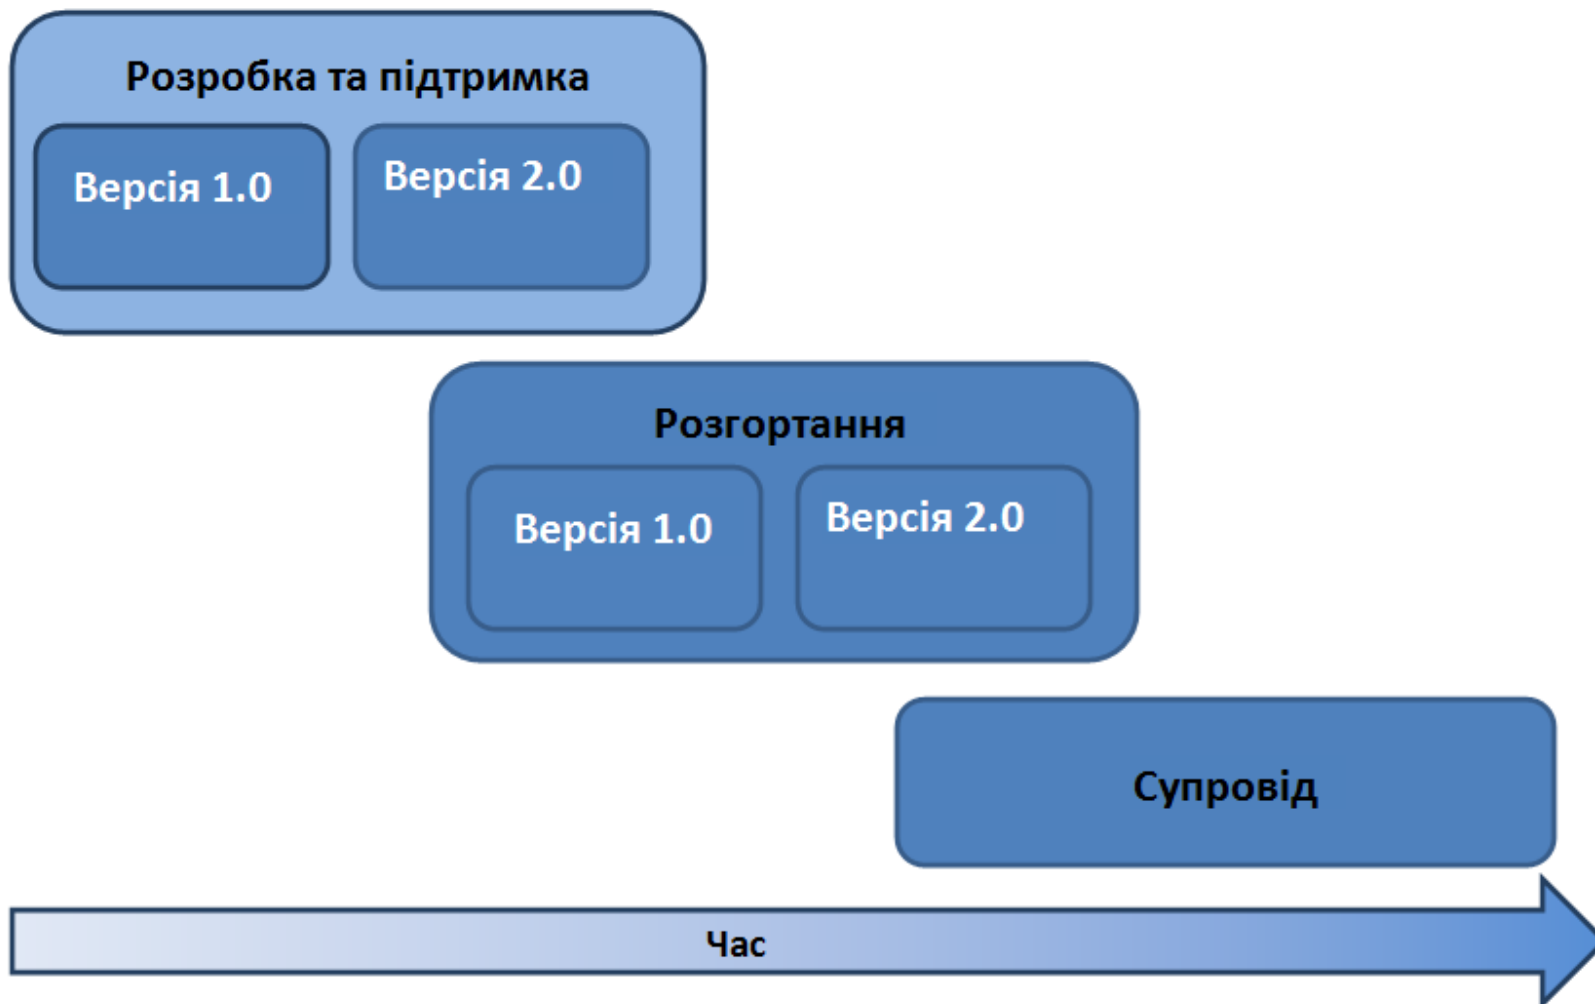 Розробка та підтримка
Версія 1.0
Версія 2.0
Розгортання
Версія 1.0
Версія 2.0
Супровід
Час